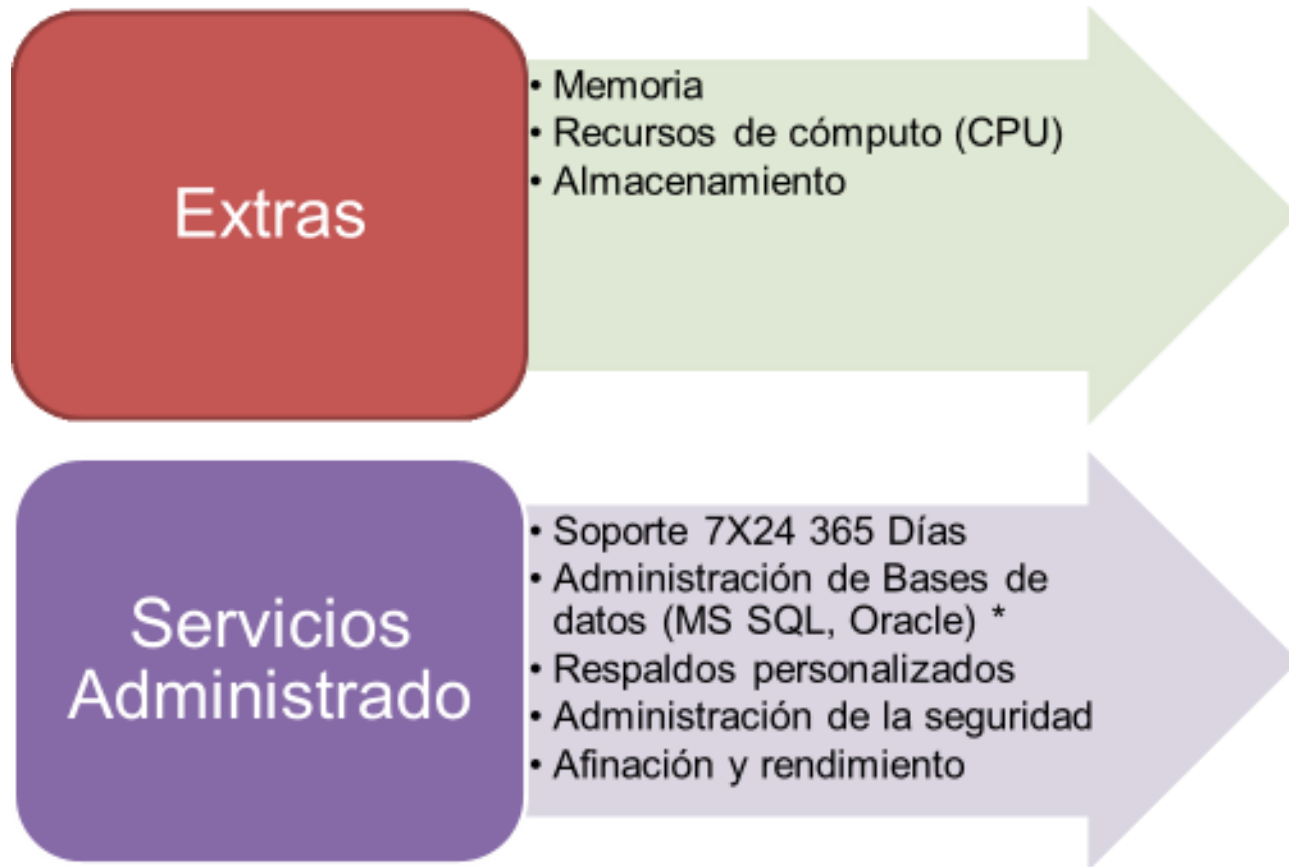 Extras
• Memoria
• Recursos de cómputo (CPU)
• Almacenamiento
Servicios
Administrado
• Soporte 7X24 365 Días
• Administración de Bases de
datos (MS SQL, Oracle) *
• Respaldos personalizados
• Administración de la seguridad
• Afinación y rendimiento